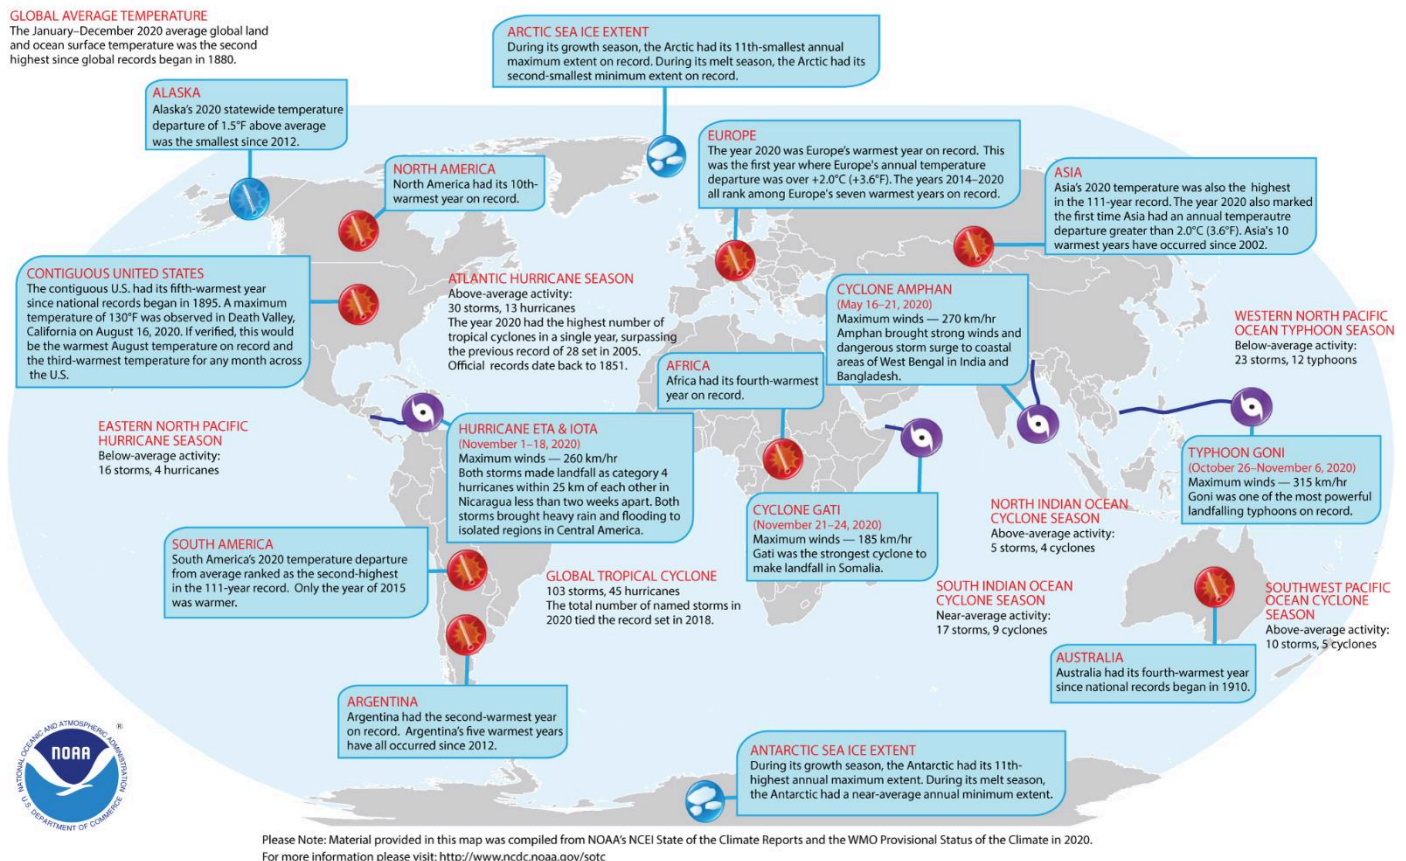 GLOBAL AVERAGE TEMPERATURE
The January–December 2020 average global land
and ocean surface temperature was the second
highest since global records began in 1880.
ARCTIC SEA ICE EXTENT
During its growth season, the Arctic had its 11th-smallest annual
maximum extent on record. During its melt season, the Arctic had its
second-smallest minimum extent on record.
ALASKA
Alaska's 2020 statewide temperature
departure of 1.5°F above average
was the smallest since 2012.
NORTH AMERICA
North America had its 10th-
warmest year on record.
EUROPE
The year 2020 was Europe's warmest year on record. This
was the first year where Europe's annual temperature
departure was over +2.0°C (+3.6°F). The years 2014–2020
all rank among Europe's seven warmest years on record.
ASIA
Asia's 2020 temperature was also the highest
in the 111-year record. The year 2020 also marked
the first time Asia had an annual temperautre
departure greater than 2.0°C (3.6°F). Asia's 10
warmest years have occurred since 2002.
CONTIGUOUS UNITED STATES
The contiguous U.S. had its fifth-warmest year
since national records began in 1895. A maximum
temperature of 130°F was observed in Death Valley,
California on August 16, 2020. If verified, this would
be the warmest August temperature on record and
the third-warmest temperature for any month across
the U.S.
ATLANTIC HURRICANE SEASON
Above-average activity:
30 storms, 13 hurricanes
The year 2020 had the highest number of
tropical cyclones in a single year, surpassing
the previous record of 28 set in 2005.
Official records date back to 1851.
CYCLONE AMPHAN
(May 16–21, 2020)
Maximum winds — 270 km/hr
Amphan brought strong winds and
dangerous storm surge to coastal
areas of West Bengal in India and
Bangladesh.
WESTERN NORTH PACIFIC
OCEAN TYPHOON SEASON
Below-average activity:
23 storms, 12 typhoons
AFRICA
Africa had its fourth-warmest
year on record.
EASTERN NORTH PACIFIC
HURRICANE SEASON
Below-average activity:
16 storms, 4 hurricanes
HURRICANE ETA & IOTA
(November 1–18, 2020)
Maximum winds — 260 km/hr
Both storms made landfall as category 4
hurricanes within 25 km of each other in
Nicaragua less than two weeks apart. Both
storms brought heavy rain and flooding to
isolated regions in Central America.
TYPHOON GONI
(October 26–November 6, 2020)
Maximum winds — 315 km/hr
Goni was one of the most powerful
landfalling typhoons on record.
CYCLONE GATI
(November 21–24, 2020)
Maximum winds — 185 km/hr
Gati was the strongest cyclone to
make landfall in Somalia.
NORTH INDIAN OCEAN
CYCLONE SEASON
Above-average activity:
5 storms, 4 cyclones
SOUTH AMERICA
South America's 2020 temperature departure
from average ranked as the second-highest
in the 111-year record. Only the year of 2015
was warmer.
GLOBAL TROPICAL CYCLONE
103 storms, 45 hurricanes
The total number of named storms in
2020 tied the record set in 2018.
SOUTH INDIAN OCEAN
CYCLONE SEASON
Near-average activity:
17 storms, 9 cyclones
SOUTHWEST PACIFIC
OCEAN CYCLONE
SEASON
Above-average activity:
10 storms, 5 cyclones
AUSTRALIA
Australia had its fourth-warmest year
since national records began in 1910.
ARGENTINA
Argentina had the second-warmest year
on record. Argentina's five warmest years
have all occurred since 2012.
ANTARCTIC SEA ICE EXTENT
During its growth season, the Antarctic had its 11th-
highest annual maximum extent. During its melt season,
the Antarctic had a near-average annual minimum extent.
NATIONAL OCEANIC AND ATMOSPHERIC ADMINISTRATION
®
NOAA
U.S. DEPARTMENT OF COMMERCE
Please Note: Material provided in this map was compiled from NOAA's NCEI State of the Climate Reports and the WMO Provisional Status of the Climate in 2020.
For more information please visit: http://www.ncdc.noaa.gov/sotc